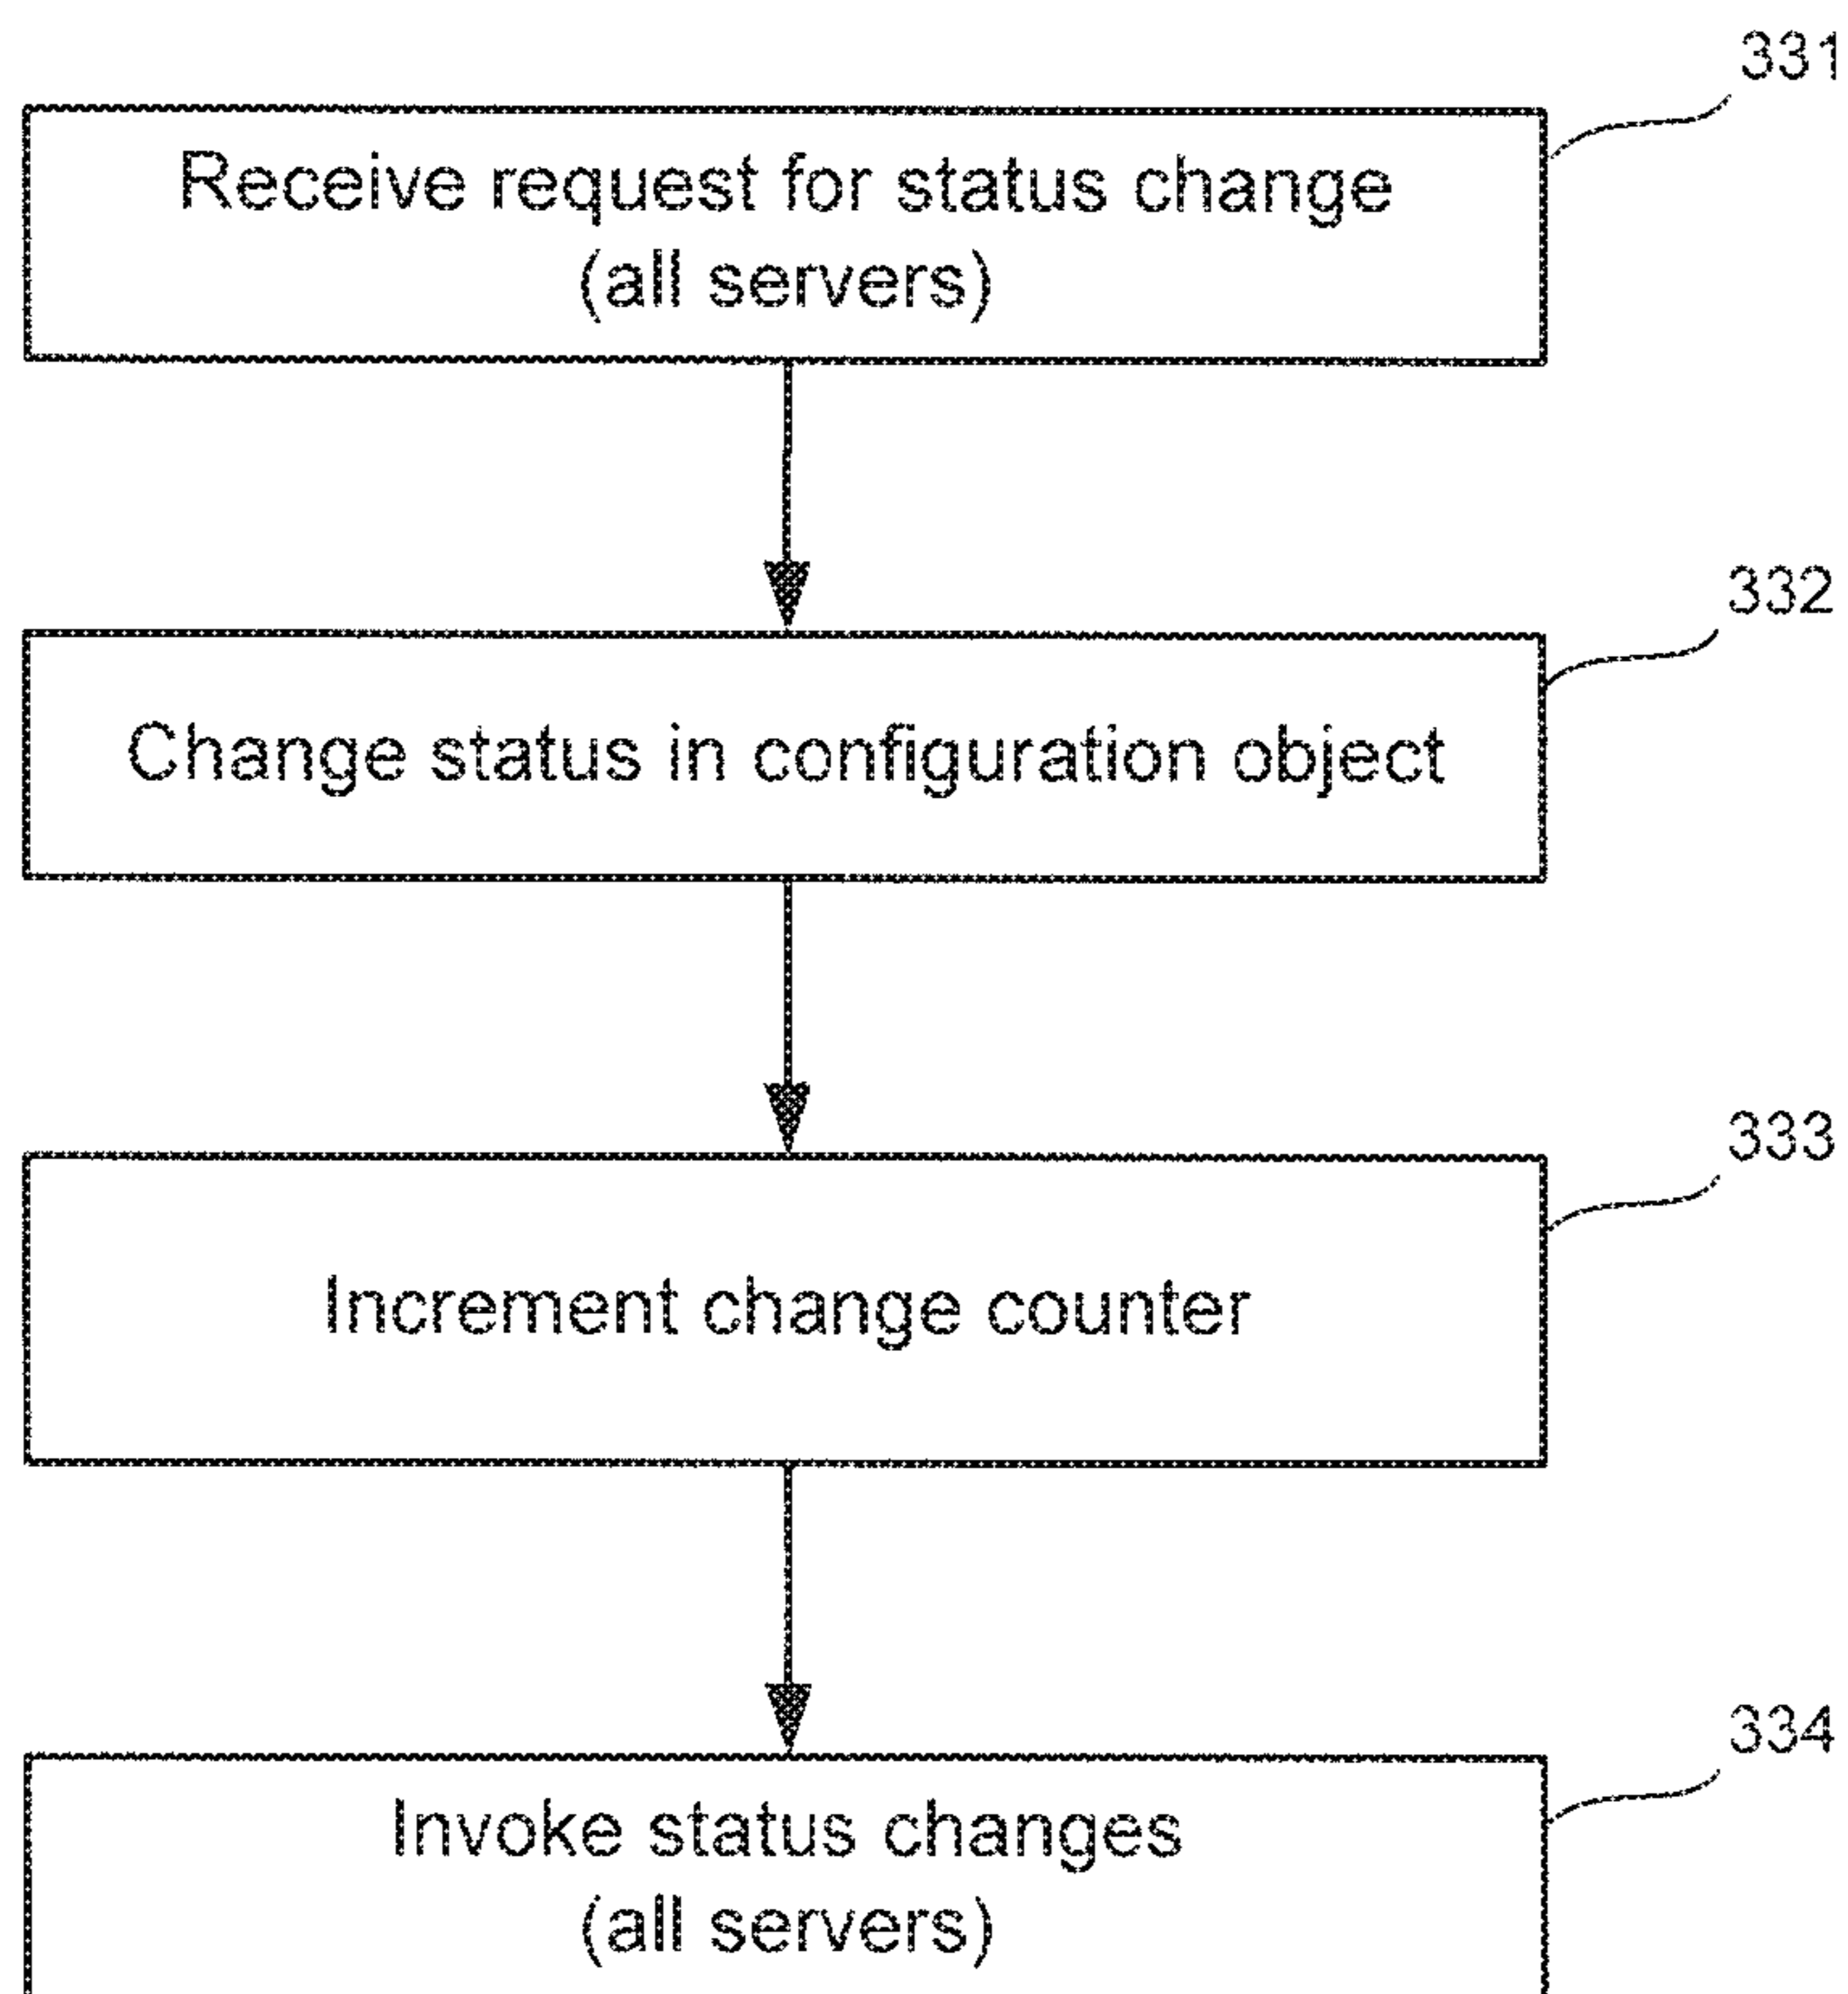 331
Receive request for status change
(all servers)
332
Change status in configuration object
333
Increment change counter
334
Invoke status changes
(all servers)